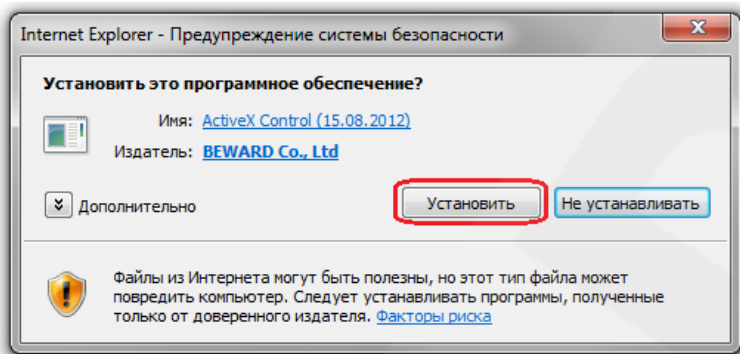 Internet Explorer - Предупреждение системы безопасности
Установить это программное обеспечение?
Имя: ActiveX Control (15.08.2012)
Издатель: BEWARD Co., Ltd
Дополнительно
Установить
Не устанавливать
Файлы из Интернета могут быть полезны, но этот тип файла может
повредить компьютер. Следует устанавливать программы, полученные
только от доверенного издателя. Факторы риска